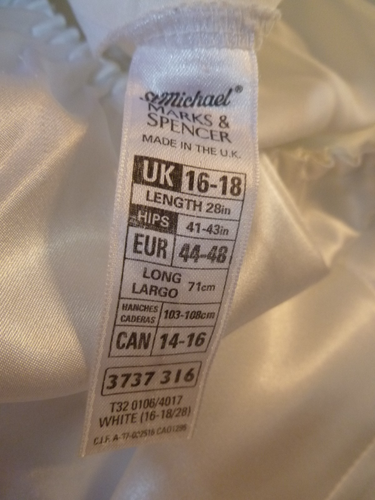 St Michael®
MARKS &
SPENCER
MADE IN THE U.K.
UK 16-18
LENGTH 28in
HIPS 41-43in
EUR 44-48
LONG
LARGO 71cm
HANCHES
CADERAS 103-108cm
CAN 14-16
3737 316
T32 0106/4017
WHITE (16-18/28)
C.I.F. A-77-